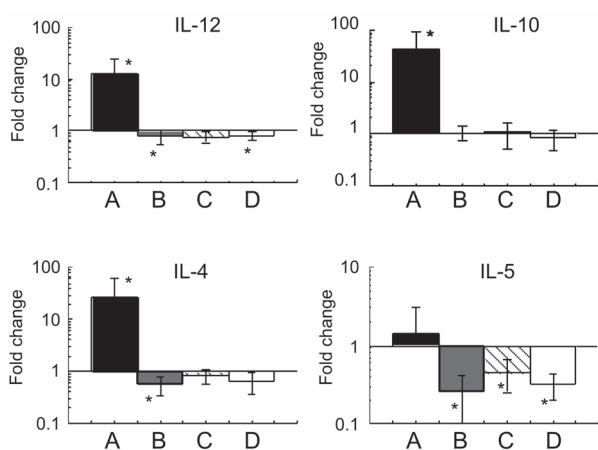 IL-12
Fold change
100
10
1
0.1
*
*
*
A B C D
IL-10
Fold change
100
10
1
0.1
*
A B C D
IL-4
Fold change
100
10
1
0.1
*
*
A B C D
IL-5
Fold change
10
1
0.1
*
*
*
A B C D